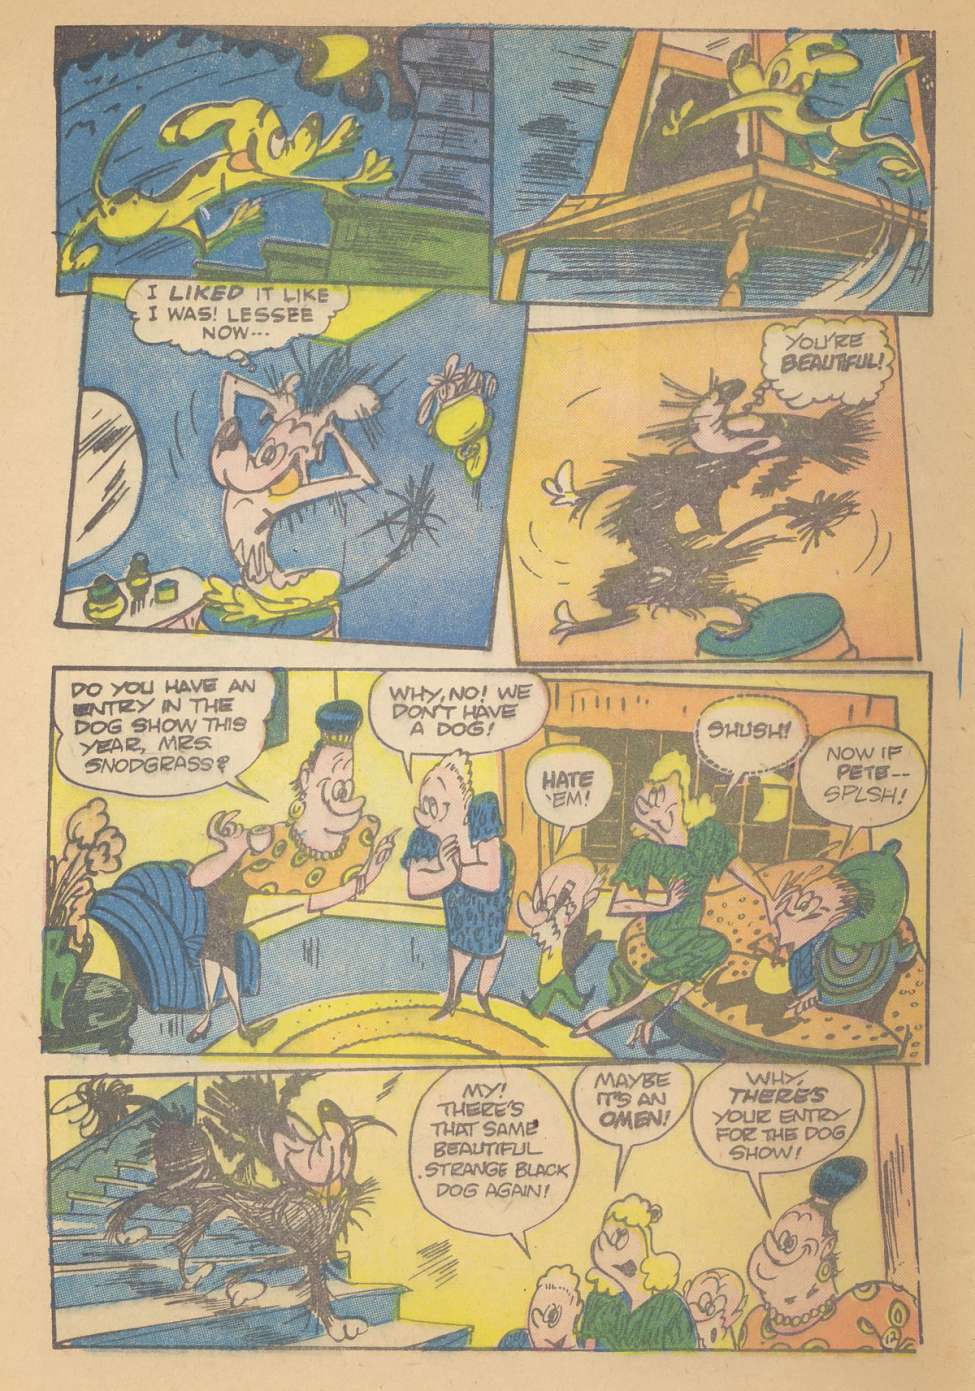 I LIKED IT LIKE
I WAS! LESSEE
NOW---
YOU'RE
BEAUTIFUL!
DO YOU HAVE AN
ENTRY IN THE
DOG SHOW THIS
YEAR, MRS.
SNODGRASS?
WHY, NO! WE
DON'T HAVE
A DOG!
HATE
'EM!
SHUSH!
NOW IF
PETE--
SPLSH!
MY!
THERE'S
THAT SAME
BEAUTIFUL
STRANGE BLACK
DOG AGAIN!
MAYBE
IT'S AN
OMEN!
WHY,
THERE'S
YOUR ENTRY
FOR THE DOG
SHOW!
12